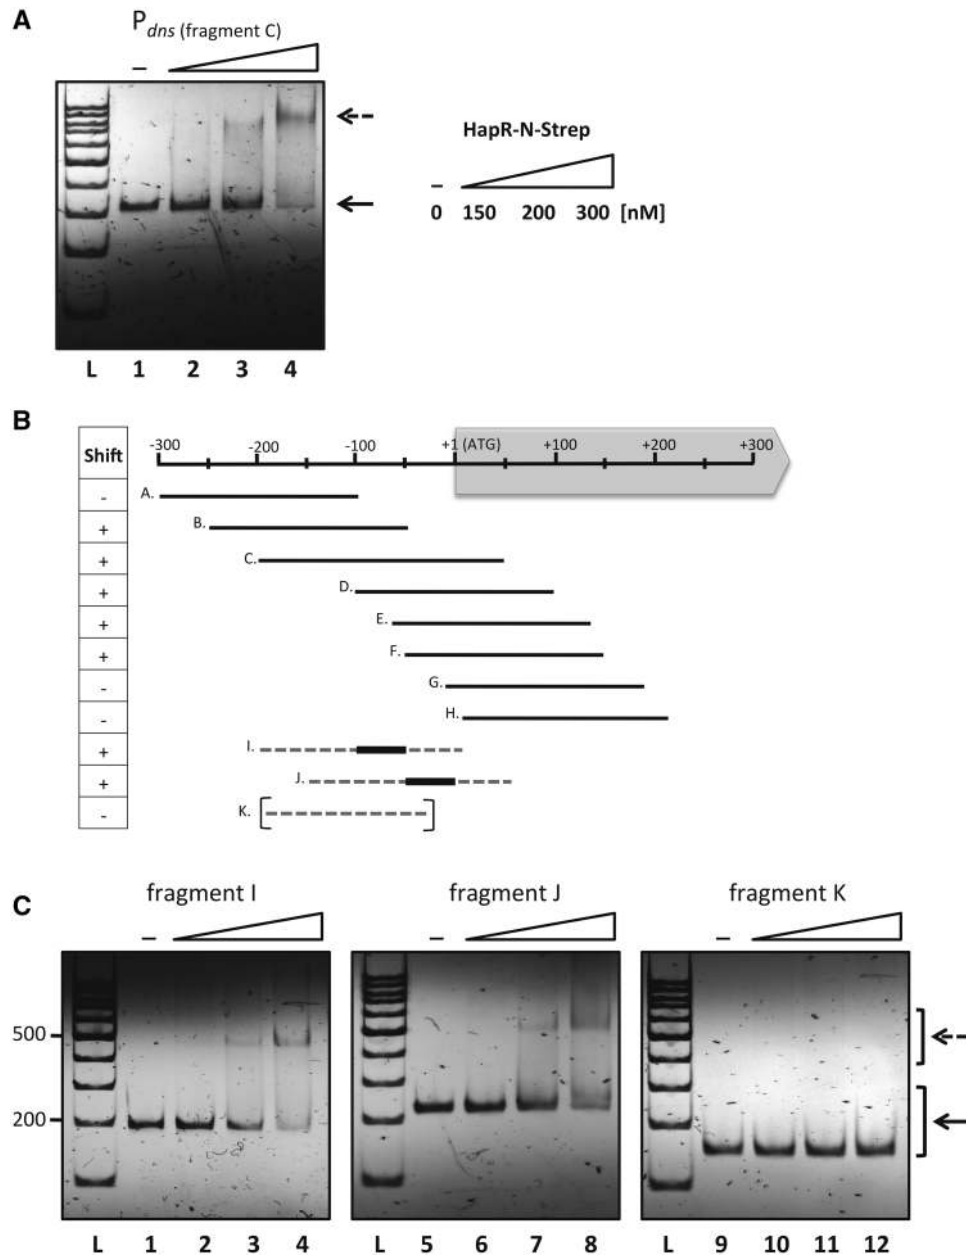 A
P dns (fragment C)
–
HapR-N-Strep
–
0 150 200 300 [nM]
L 1 2 3 4
B
Shift
-300 -200 -100 +1 (ATG) +100 +200 +300
- A.
+ B.
+ C.
+ D.
+ E.
+ F.
- G.
- H.
+ I.
+ J.
- K.
C
fragment I fragment J fragment K
– – –
500
200
L 1 2 3 4 L 5 6 7 8 L 9 10 11 12